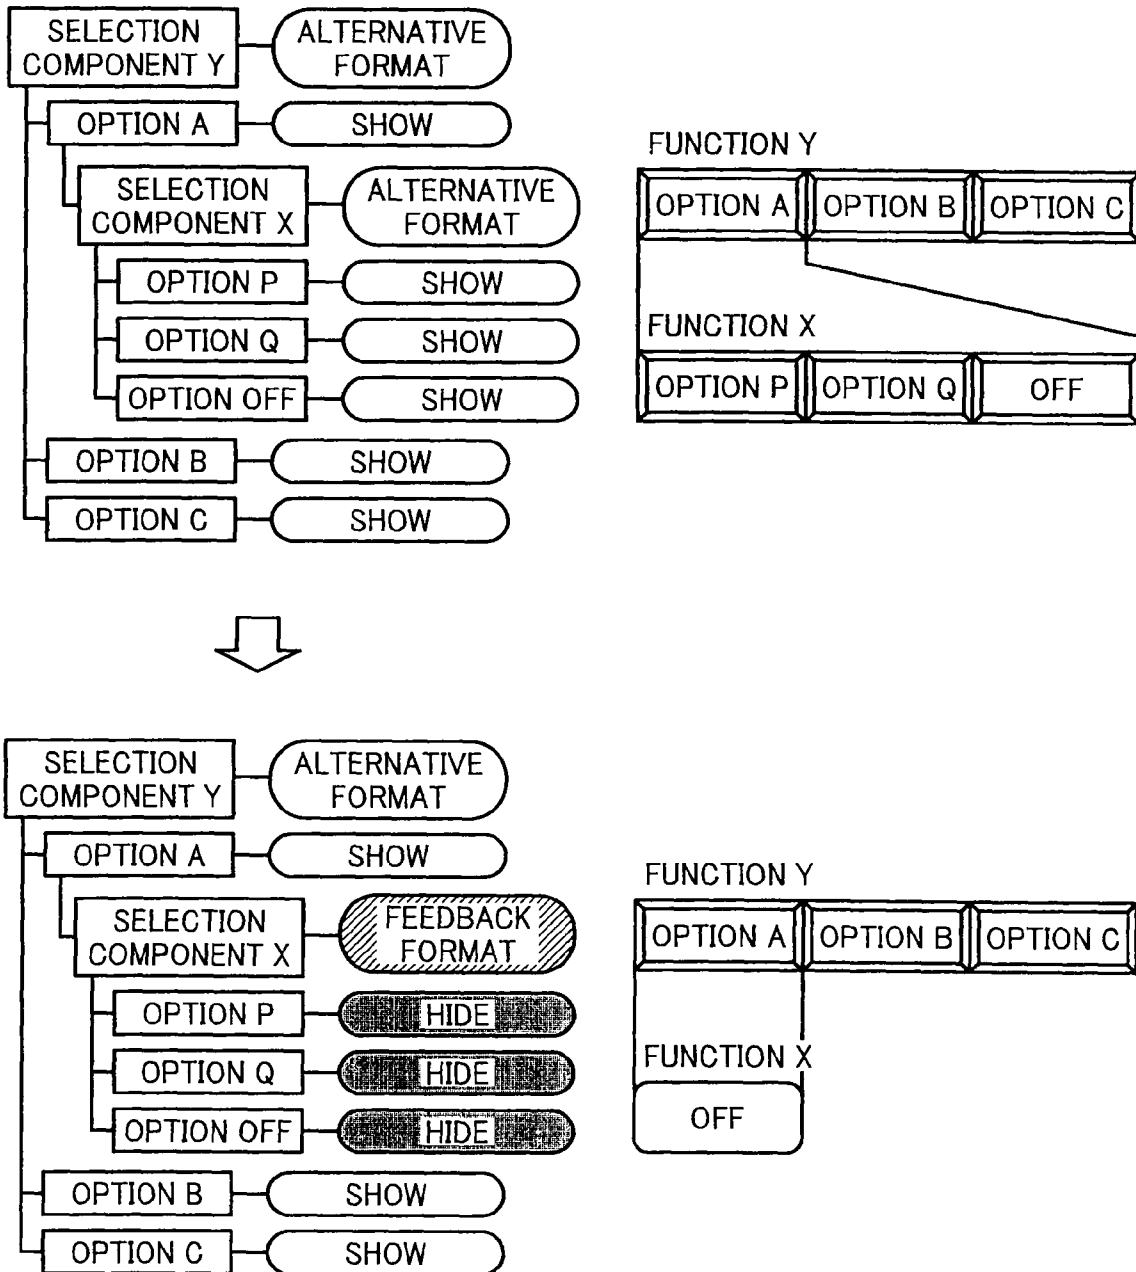 SELECTION
COMPONENT Y
ALTERNATIVE
FORMAT
OPTION A
SHOW
SELECTION
COMPONENT X
ALTERNATIVE
FORMAT
OPTION P
SHOW
OPTION Q
SHOW
OPTION OFF
SHOW
OPTION B
SHOW
OPTION C
SHOW
FUNCTION Y
OPTION A
OPTION B
OPTION C
FUNCTION X
OPTION P
OPTION Q
OFF
SELECTION
COMPONENT Y
ALTERNATIVE
FORMAT
OPTION A
SHOW
SELECTION
COMPONENT X
FEEDBACK
FORMAT
OPTION P
HIDE
OPTION Q
HIDE
OPTION OFF
HIDE
OPTION B
SHOW
OPTION C
SHOW
FUNCTION Y
OPTION A
OPTION B
OPTION C
FUNCTION X
OFF